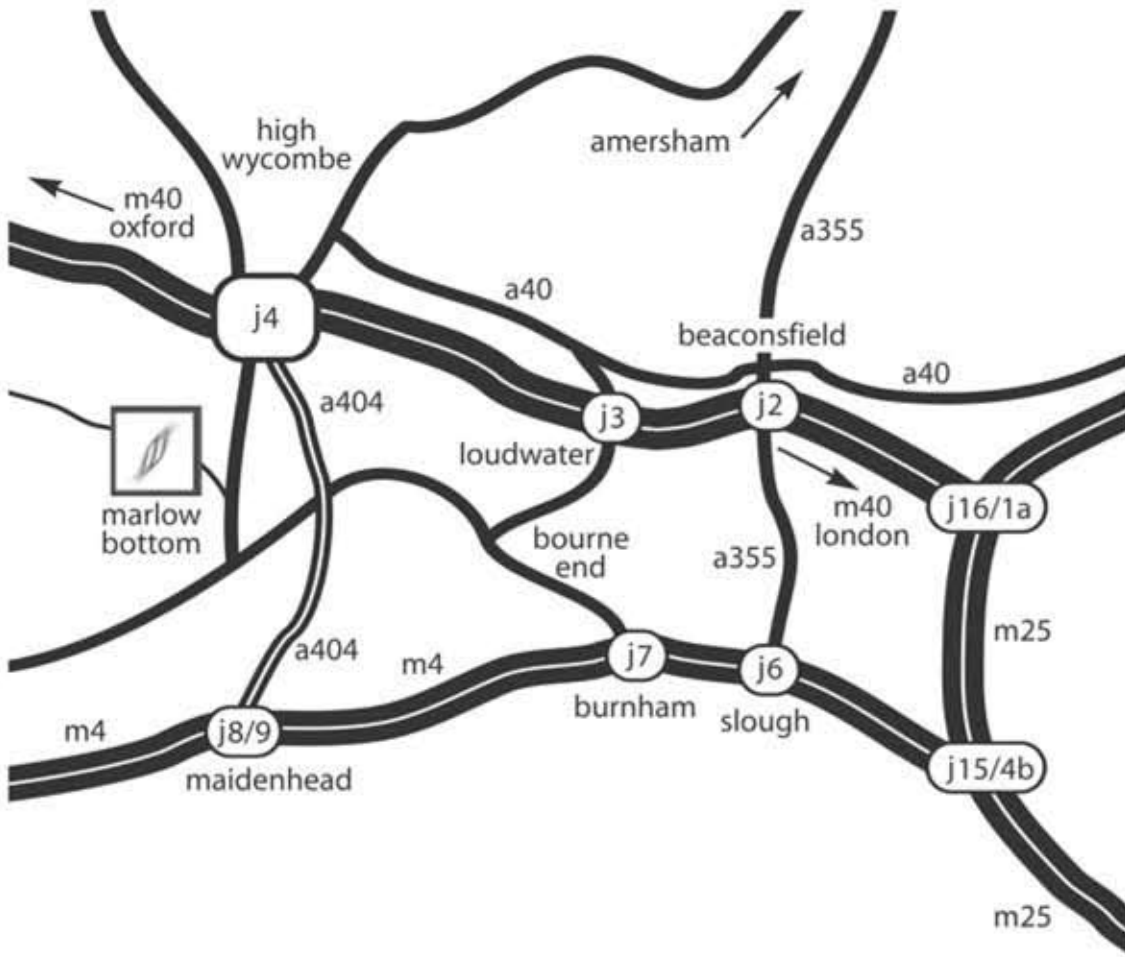 high
wycombe
amersham
m40
oxford
a355
j4
a40
beaconsfield
a40
a404
j3
j2
loudwater
marlow
bottom
m40
london
j16/1a
bourne
end
a355
a404
m25
m4
j7
j6
burnham
slough
m4
j8/9
maidenhead
j15/4b
m25